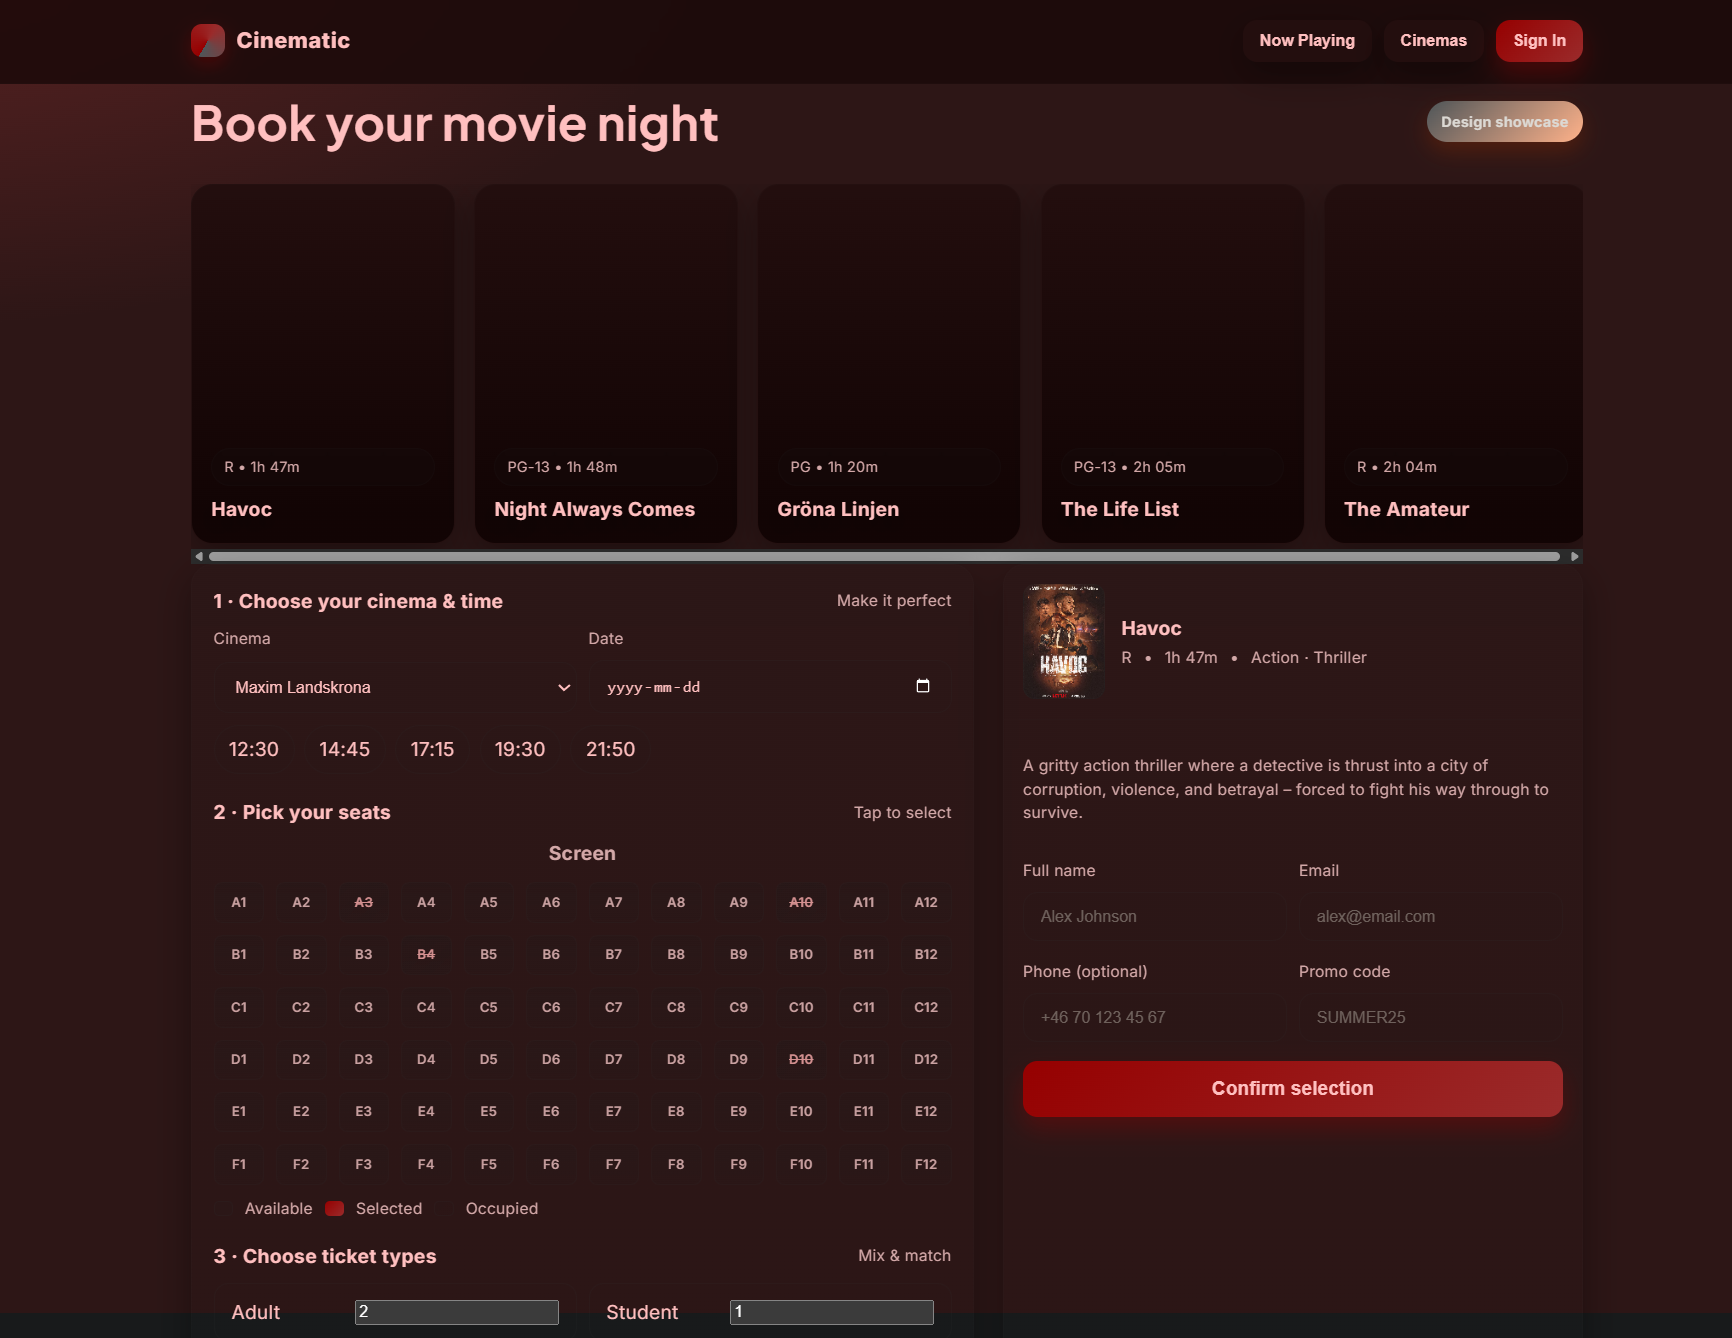 Cinematic
Now Playing
Cinemas
Sign In
Book your movie night
Design showcase
R • 1h 47m
Havoc
PG-13 • 1h 48m
Night Always Comes
PG • 1h 20m
Gröna Linjen
PG-13 • 2h 05m
The Life List
R • 2h 04m
The Amateur
1 · Choose your cinema & time
Make it perfect
Cinema
Date
Maxim Landskrona
yyyy-mm-dd
12:30 14:45 17:15 19:30 21:50
2 · Pick your seats
Tap to select
Screen
A1 A2 A3 A4 A5 A6 A7 A8 A9 A10 A11 A12
B1 B2 B3 B4 B5 B6 B7 B8 B9 B10 B11 B12
C1 C2 C3 C4 C5 C6 C7 C8 C9 C10 C11 C12
D1 D2 D3 D4 D5 D6 D7 D8 D9 D10 D11 D12
E1 E2 E3 E4 E5 E6 E7 E8 E9 E10 E11 E12
F1 F2 F3 F4 F5 F6 F7 F8 F9 F10 F11 F12
Available Selected Occupied
3 · Choose ticket types
Mix & match
Adult 2
Student 1
HAVOC
Havoc
R • 1h 47m • Action · Thriller
A gritty action thriller where a detective is thrust into a city of
corruption, violence, and betrayal – forced to fight his way through to
survive.
Full name
Email
Alex Johnson
alex@email.com
Phone (optional)
Promo code
+46 70 123 45 67
SUMMER25
Confirm selection